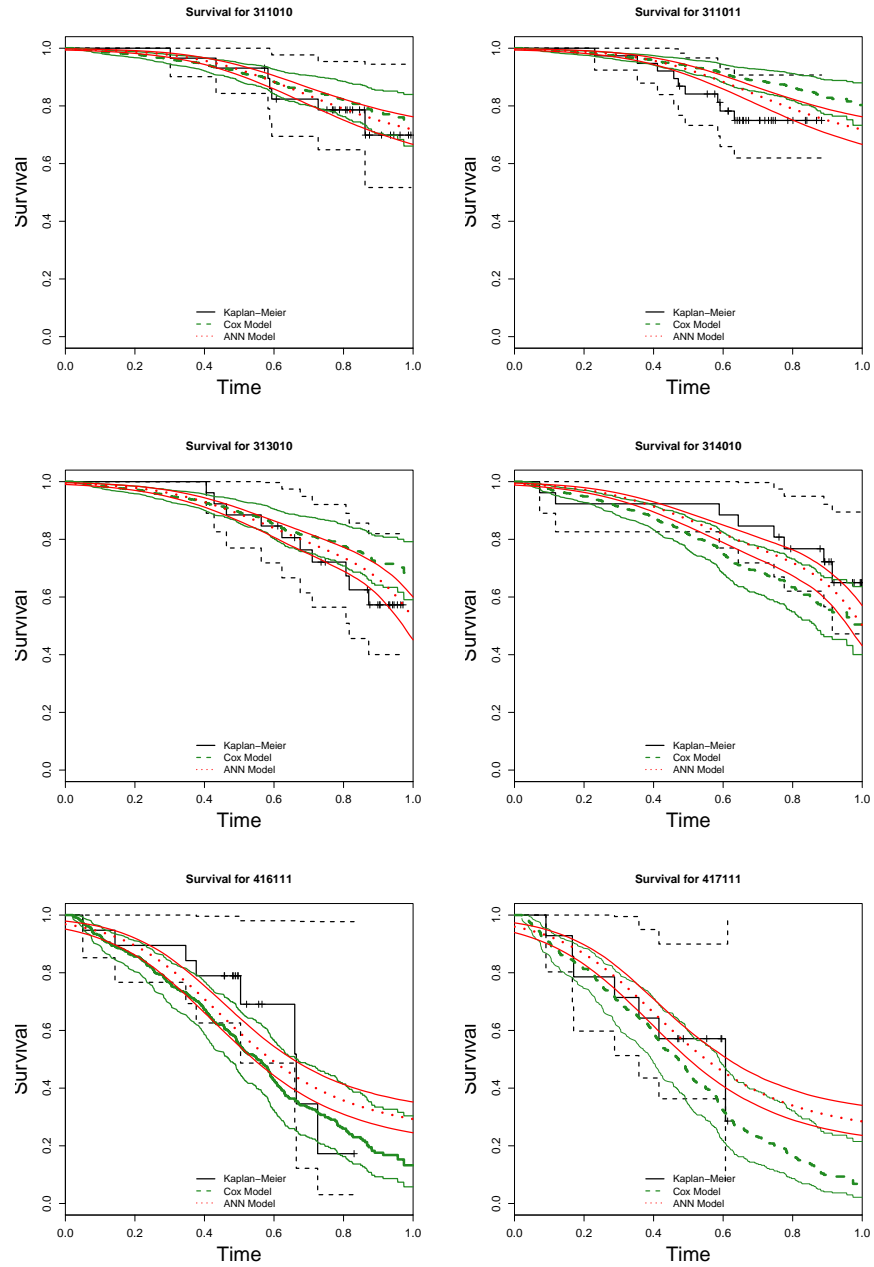 Survival for 311010
Survival
0.0 0.2 0.4 0.6 0.8 1.0
Kaplan−Meier
Cox Model
ANN Model
0.0 0.2 0.4 0.6 0.8 1.0
Time
Survival for 311011
Survival
0.0 0.2 0.4 0.6 0.8 1.0
Kaplan−Meier
Cox Model
ANN Model
0.0 0.2 0.4 0.6 0.8 1.0
Time
Survival for 313010
Survival
0.0 0.2 0.4 0.6 0.8 1.0
Kaplan−Meier
Cox Model
ANN Model
0.0 0.2 0.4 0.6 0.8 1.0
Time
Survival for 314010
Survival
0.0 0.2 0.4 0.6 0.8 1.0
Kaplan−Meier
Cox Model
ANN Model
0.0 0.2 0.4 0.6 0.8 1.0
Time
Survival for 416111
Survival
0.0 0.2 0.4 0.6 0.8 1.0
Kaplan−Meier
Cox Model
ANN Model
0.0 0.2 0.4 0.6 0.8 1.0
Time
Survival for 417111
Survival
0.0 0.2 0.4 0.6 0.8 1.0
Kaplan−Meier
Cox Model
ANN Model
0.0 0.2 0.4 0.6 0.8 1.0
Time